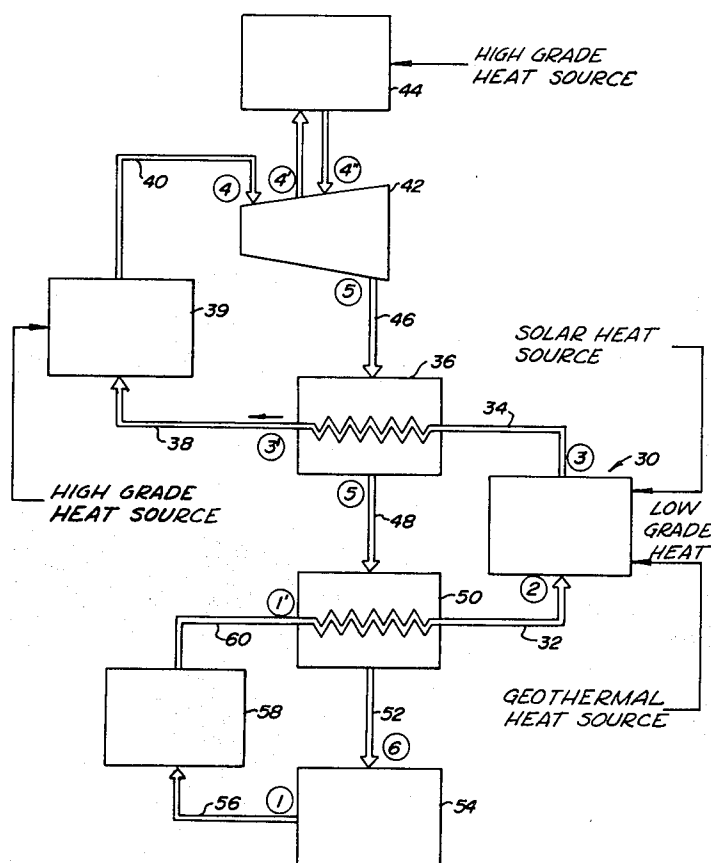 HIGH GRADE
HEAT SOURCE
44
40
4
4'
4"
42
5
46
39
36
SOLAR HEAT
SOURCE
34
3
30
38
3'
HIGH GRADE
HEAT SOURCE
5
48
LOW
GRADE
HEAT
2
1'
50
60
32
58
52
GEOTHERMAL
HEAT SOURCE
6
56
1
54